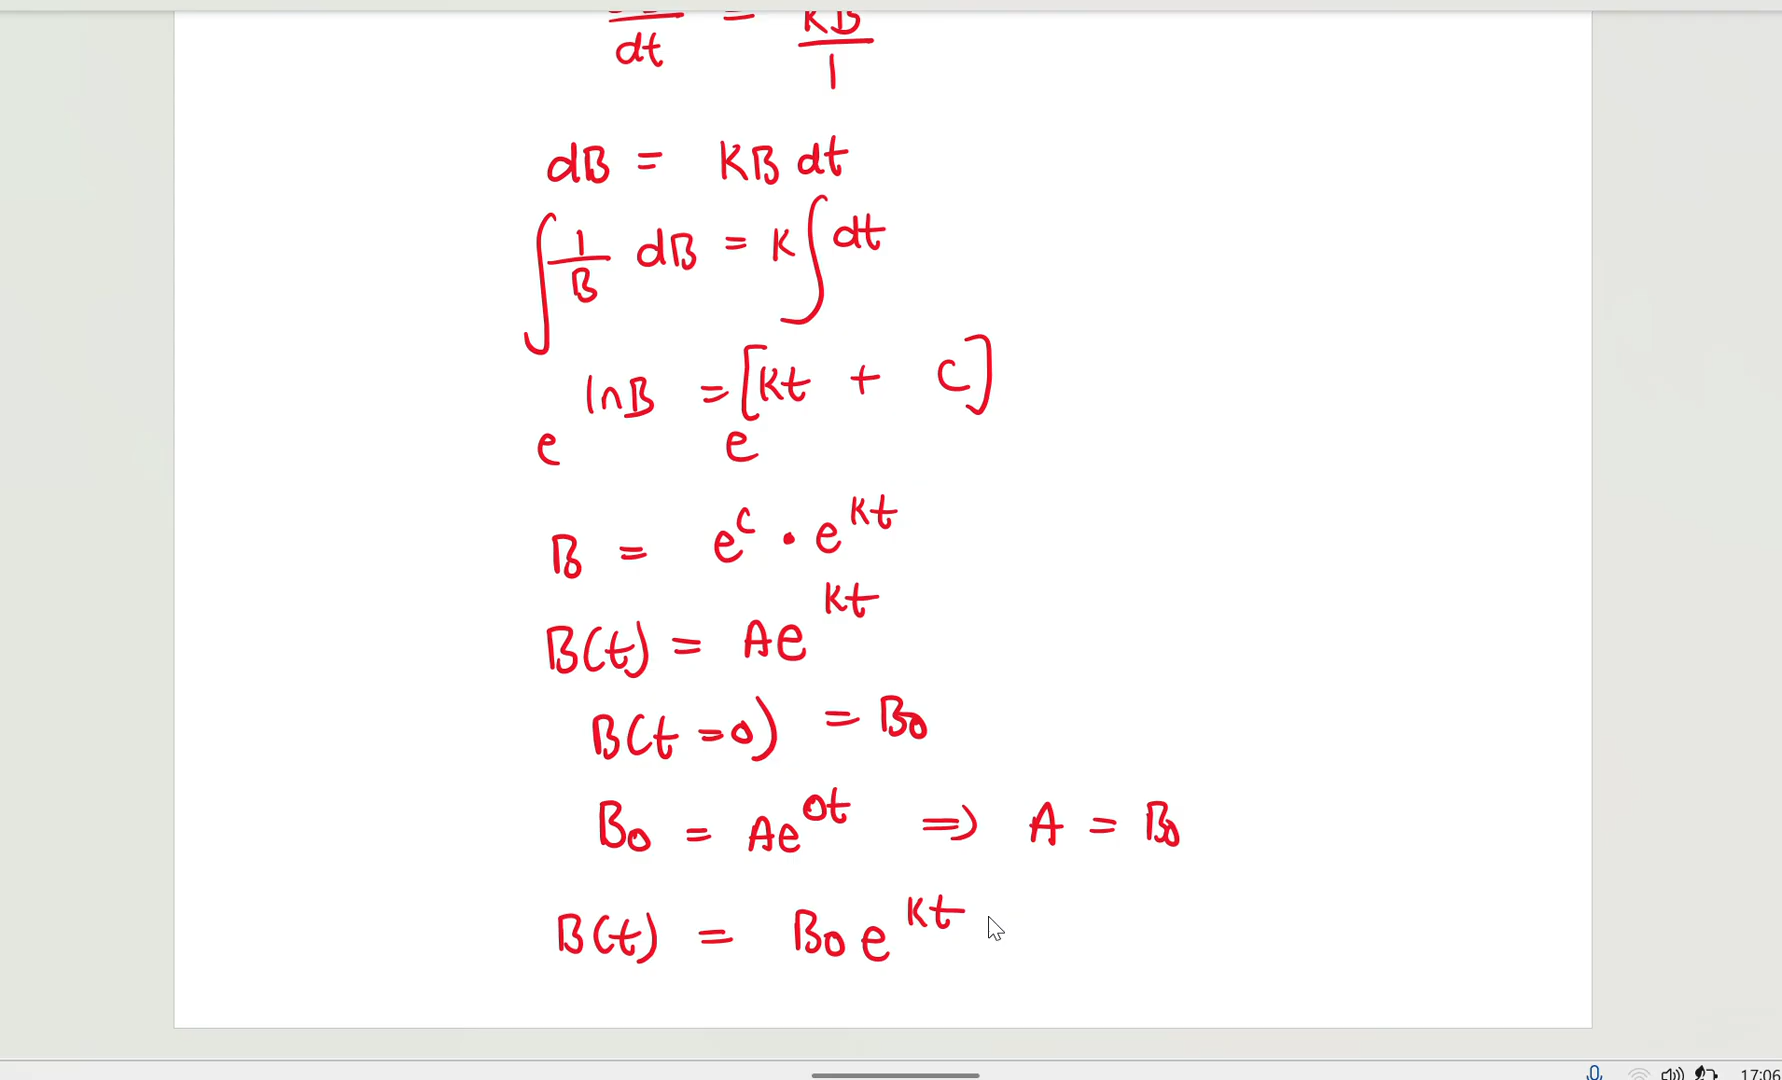 dt = KB
1
dB = KB dt
∫ 1/B dB = K ∫ dt
lnB = [Kt + C]
e e
B = e^c · e^Kt
B(t) = Ae^Kt
B(t = 0) = B₀
B₀ = Ae^0t ⇒ A = B₀
B(t) = B₀ e^Kt
17:06